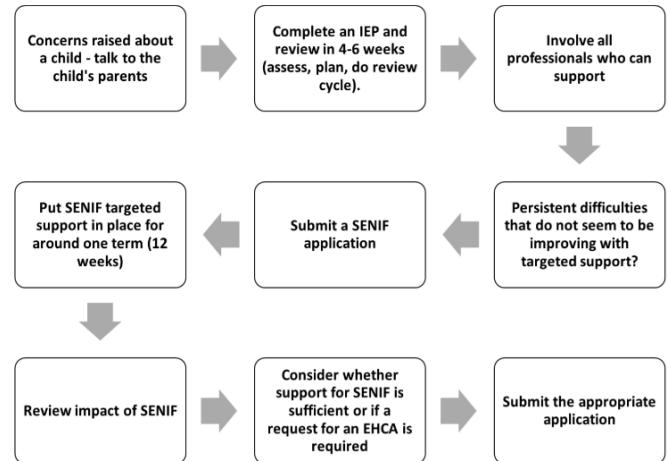 Concerns raised about
a child - talk to the
child's parents
Complete an IEP and
review in 4-6 weeks
(assess, plan, do review
cycle).
Involve all
professionals who can
support
Persistent difficulties
that do not seem to be
improving with
targeted support?
Submit a SENIF
application
Put SENIF targeted
support in place for
around one term (12
weeks)
Review impact of SENIF
Consider whether
support for SENIF is
sufficient or if a
request for an EHCA is
required
Submit the appropriate
application